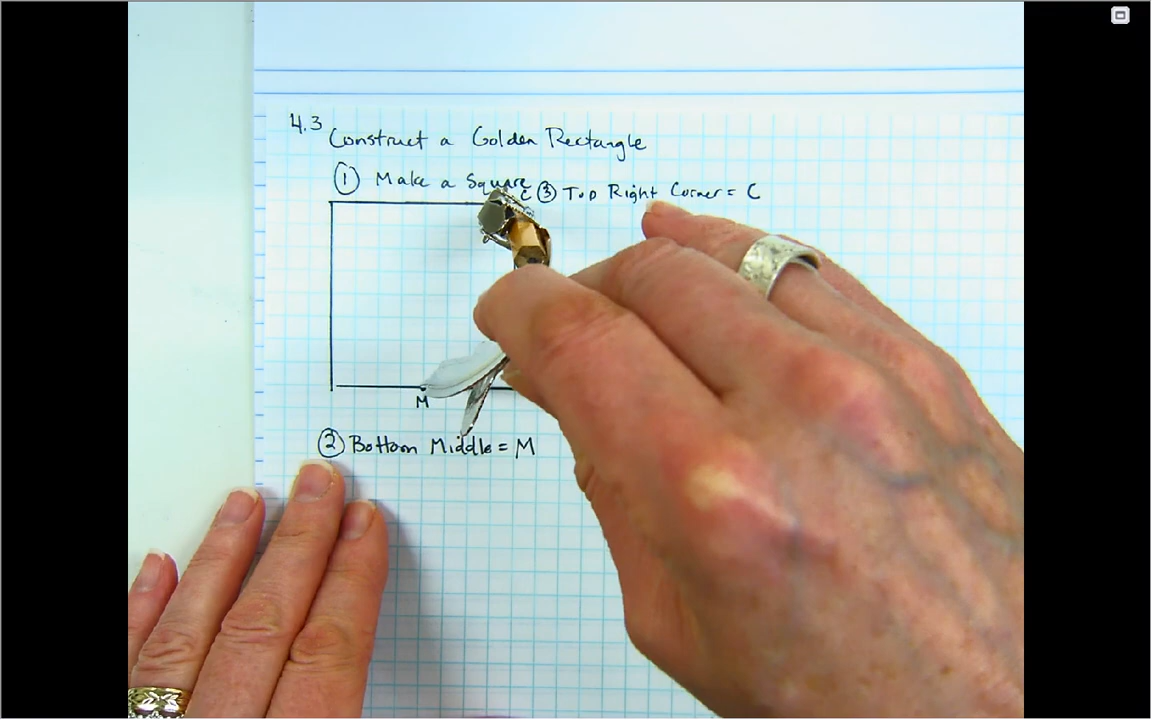 4.3
Construct a Golden Rectangle
① Make a Square
C ③ Top Right Corner = C
M
② Bottom Middle = M